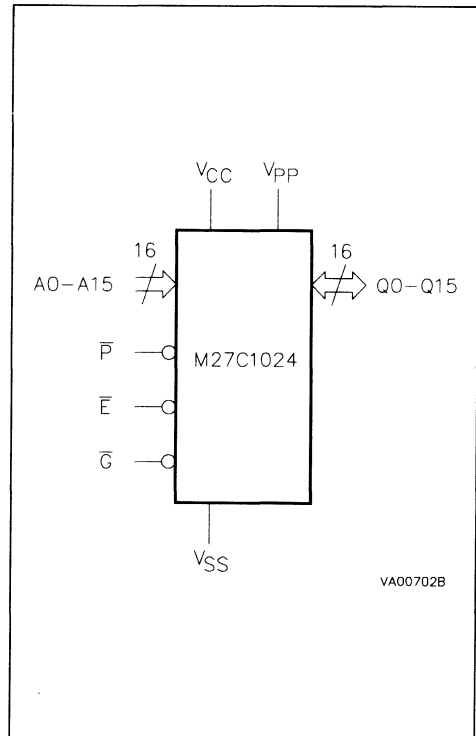 VCC VPP
16 16
A0-A15 Q0-Q15
P̅ M27C1024
E̅
G̅
VSS
VA00702B